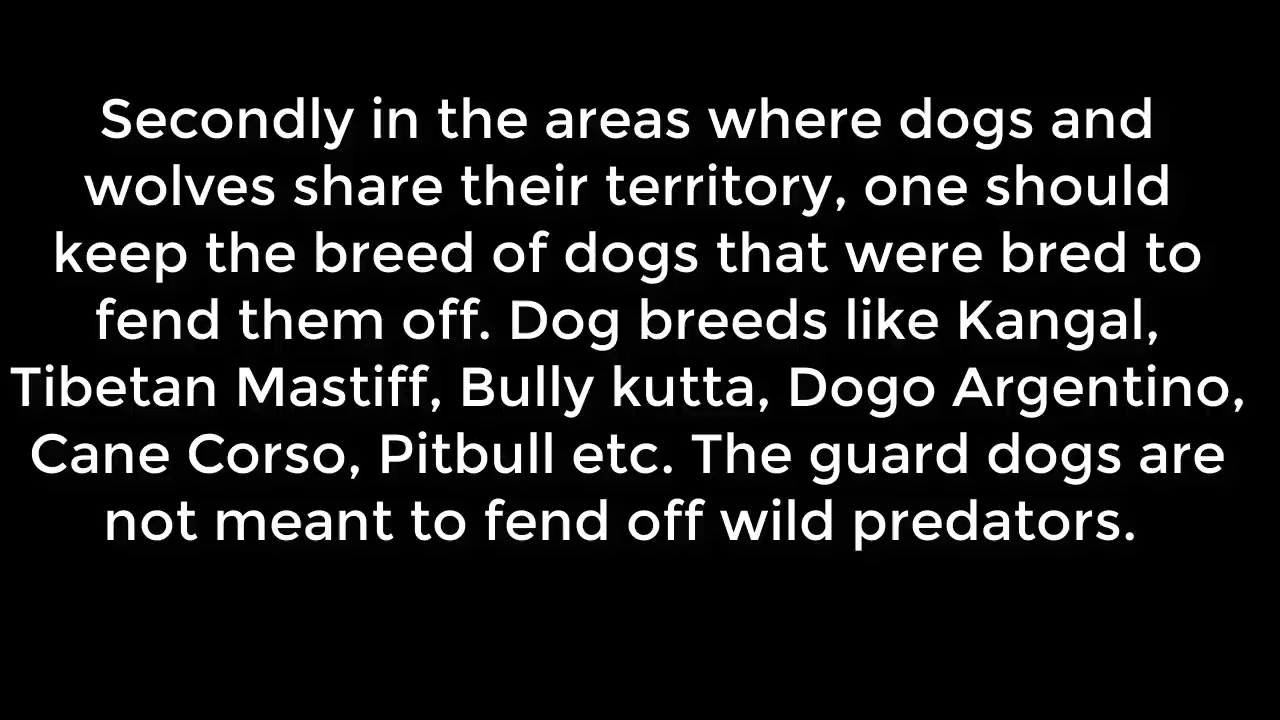 Secondly in the areas where dogs and
wolves share their territory, one should
keep the breed of dogs that were bred to
fend them off. Dog breeds like Kangal,
Tibetan Mastiff, Bully kutta, Dogo Argentino,
Cane Corso, Pitbull etc. The guard dogs are
not meant to fend off wild predators.